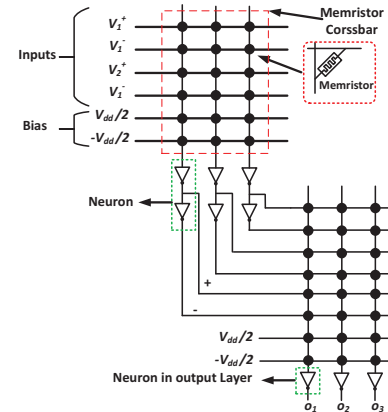 Memristor
Corssbar
Inputs
V1+
V1-
V2+
V1-
Memristor
Bias
Vdd/2
-Vdd/2
Neuron
+
-
Vdd/2
-Vdd/2
Neuron in output Layer
o1 o2 o3